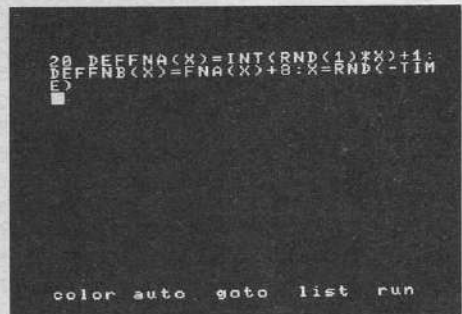 20 DEFFNA(X)=INT(RND(1)*X)+1:
DEFFNB(X)=FNA(X)+8:X=RND(-TIM
E)
color auto goto list run